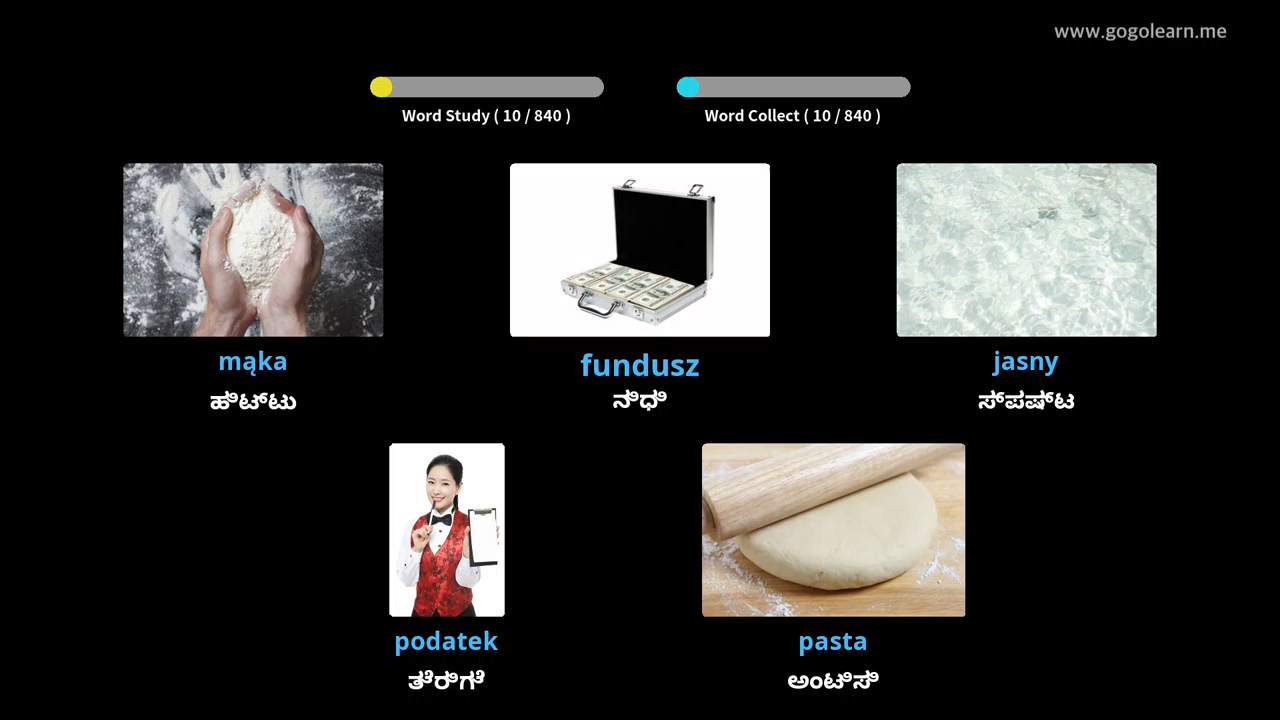 www.gogolearn.me
Word Study ( 10 / 840 )
Word Collect ( 10 / 840 )
mąka
ಹಿಟ್ಟು
fundusz
ನಿಧಿ
jasny
ಸ್ಪಷ್ಟ
podatek
ತೆರಿಗೆ
pasta
ಅಂಟಿಸಿ